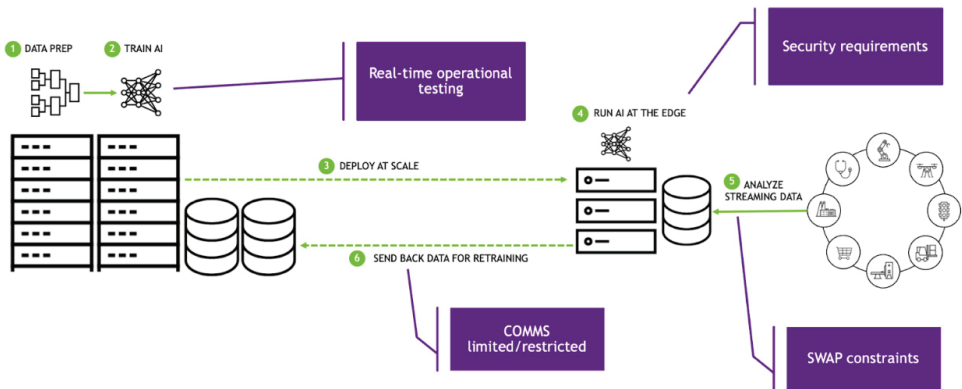 1 DATA PREP
2 TRAIN AI
Real-time operational
testing
Security requirements
4 RUN AI AT THE EDGE
3 DEPLOY AT SCALE
5 ANALYZE
STREAMING DATA
6 SEND BACK DATA FOR RETRAINING
COMMS
limited/restricted
SWAP constraints